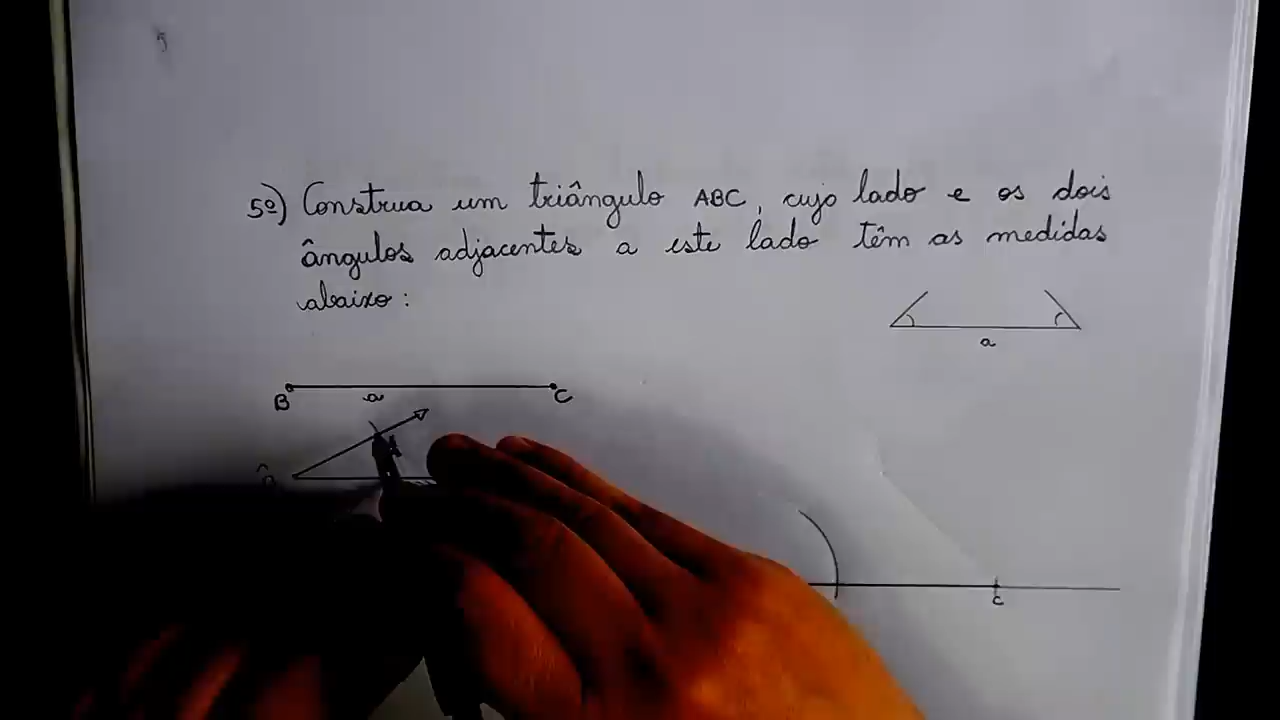 5º) Construa um triângulo ABC, cujo lado e os dois
ângulos adjacentes a este lado têm as medidas
abaixo:
a
B a C
C